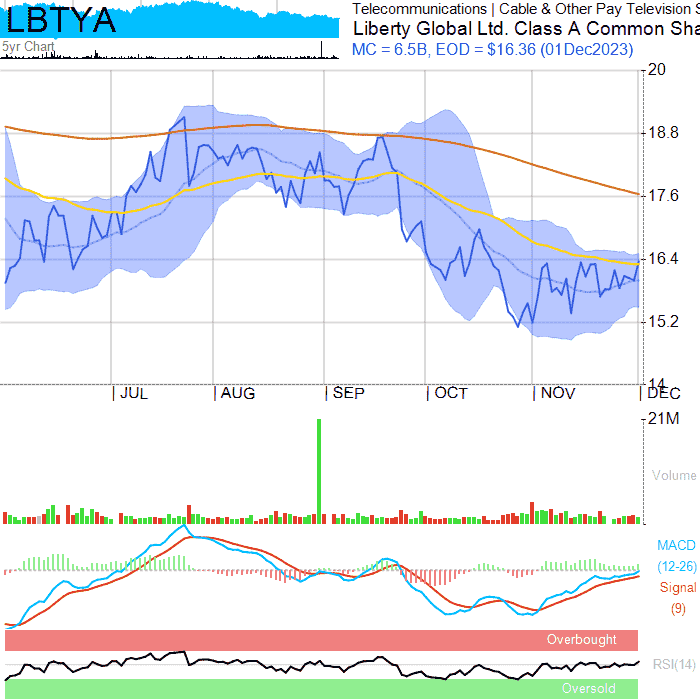 LBTYA
5yr Chart
Telecommunications | Cable & Other Pay Television S
Liberty Global Ltd. Class A Common Sha
MC = 6.5B, EOD = $16.36 (01Dec2023)
20
18.8
17.6
16.4
15.2
14
JUL
AUG
SEP
OCT
NOV
DEC
21M
Volume
MACD
(12-26)
Signal
(9)
Overbought
RSI(14)
Oversold